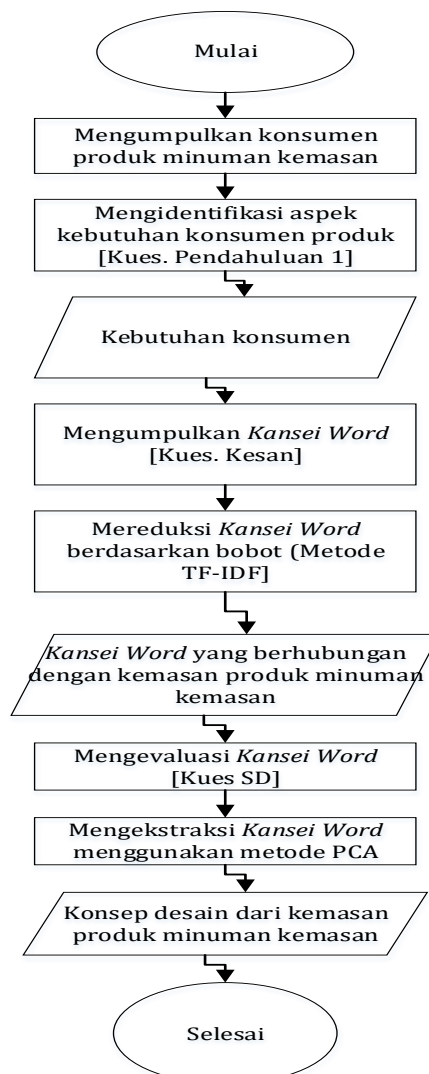 Mulai
Mengumpulkan konsumen
produk minuman kemasan
Mengidentifikasi aspek
kebutuhan konsumen produk
[Kues. Pendahuluan 1]
Kebutuhan konsumen
Mengumpulkan Kansei Word
[Kues. Kesan]
Mereduksi Kansei Word
berdasarkan bobot (Metode
TF-IDF]
Kansei Word yang berhubungan
dengan kemasan produk minuman
kemasan
Mengevaluasi Kansei Word
[Kues SD]
Mengekstraksi Kansei Word
menggunakan metode PCA
Konsep desain dari kemasan
produk minuman kemasan
Selesai